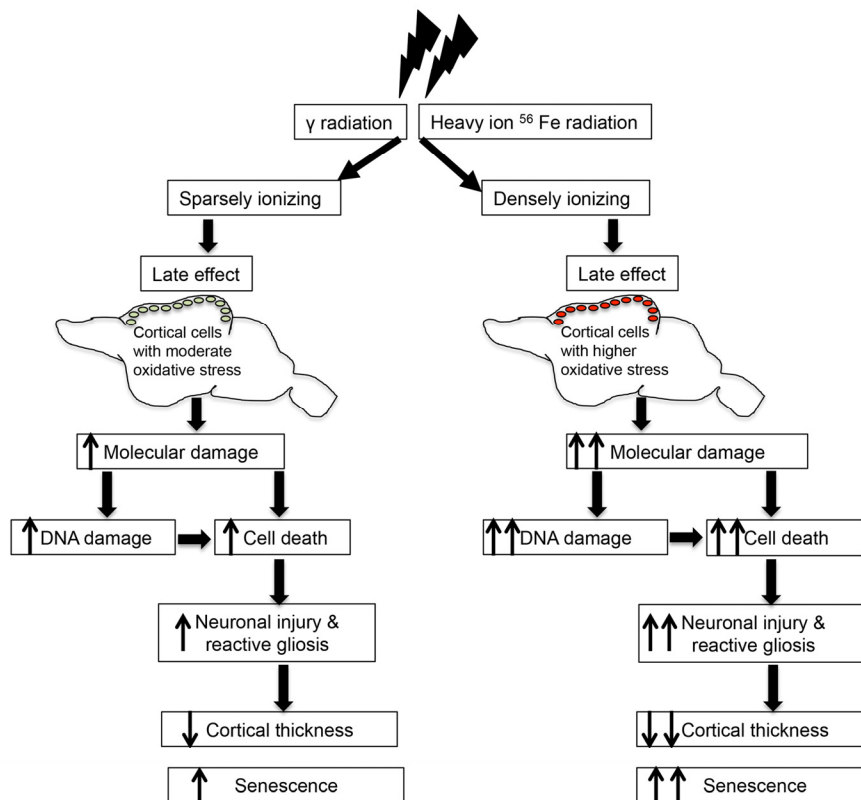 γ radiation
Heavy ion ⁵⁶ Fe radiation
Sparsely ionizing
Densely ionizing
Late effect
Late effect
Cortical cells
with moderate
oxidative stress
Cortical cells
with higher
oxidative stress
Molecular damage
Molecular damage
DNA damage
Cell death
DNA damage
Cell death
Neuronal injury &
reactive gliosis
Neuronal injury &
reactive gliosis
Cortical thickness
Cortical thickness
Senescence
Senescence